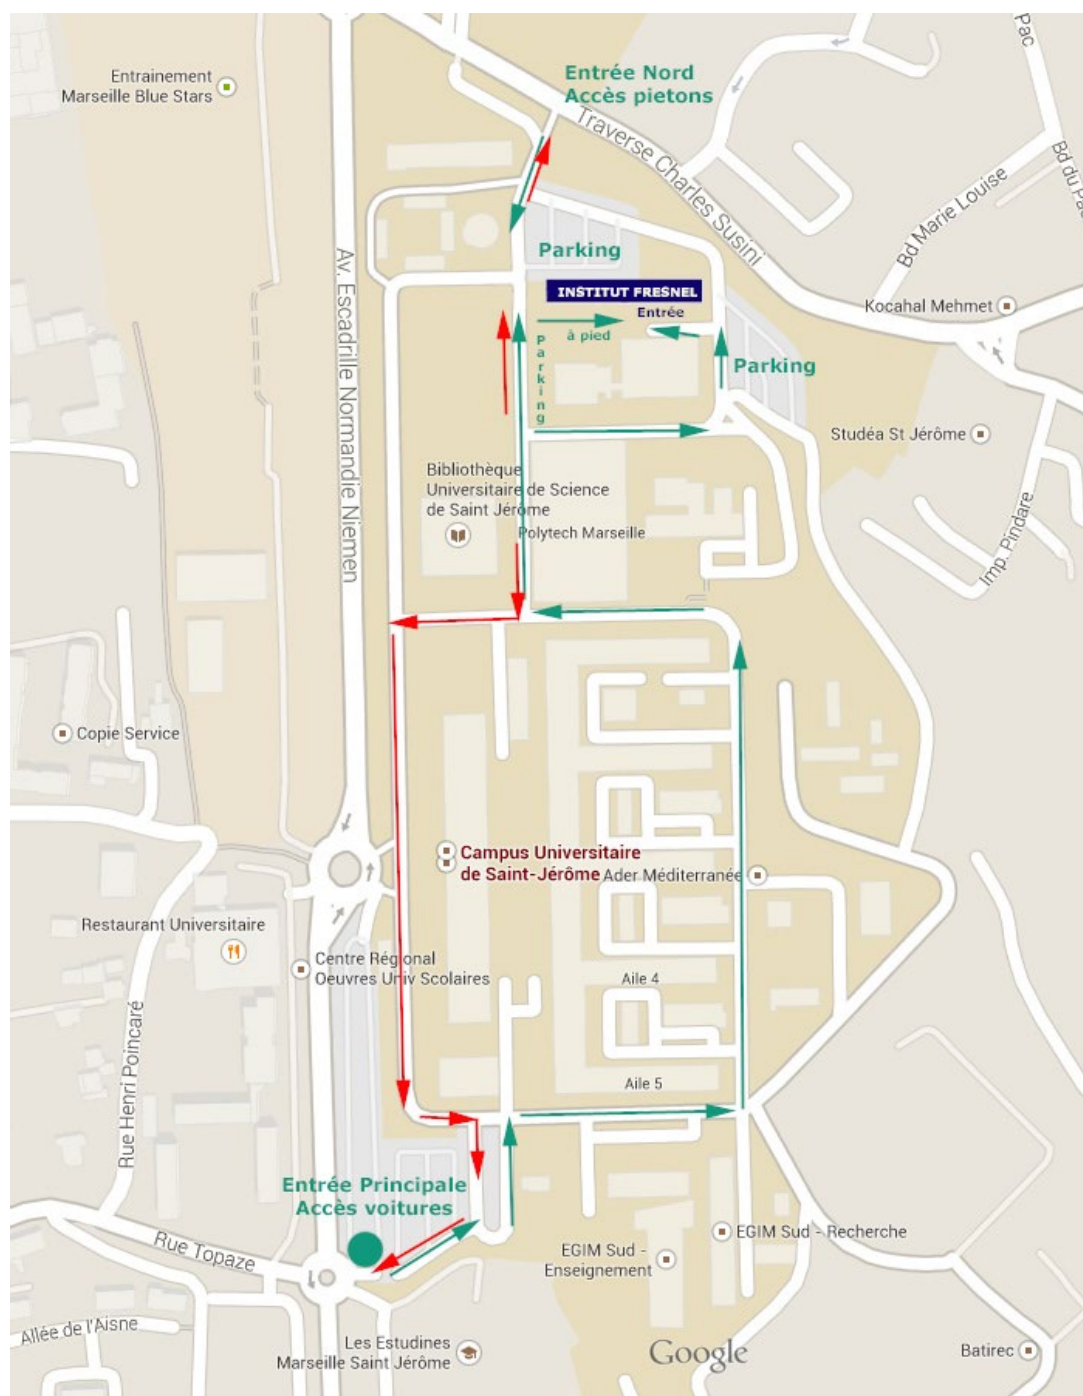 Entrainement
Marseille Blue Stars
Entrée Nord
Accès pietons
Traverse Charles Susini
Pac
Bd Marie Louise
Parking
INSTITUT FRESNEL
Entrée
à pied
Parking
Parking
Kocahal Mehmet
Av. Escadrille Normandie Niemen
Studéa St Jérôme
Bibliothèque
Universitaire de Science
de Saint Jérôme
Polytech Marseille
Imp. Pindare
Copie Service
Campus Universitaire
de Saint-Jérôme
Ader Méditerranée
Restaurant Universitaire
Centre Régional
Oeuvres Univ Scolaires
Aile 4
Rue Henri Poincaré
Aile 5
Entrée Principale
Accès voitures
Rue Topaze
EGIM Sud - Recherche
EGIM Sud -
Enseignement
Allée de l'Aisne
Les Estudines
Marseille Saint Jérôme
Google
Batirec